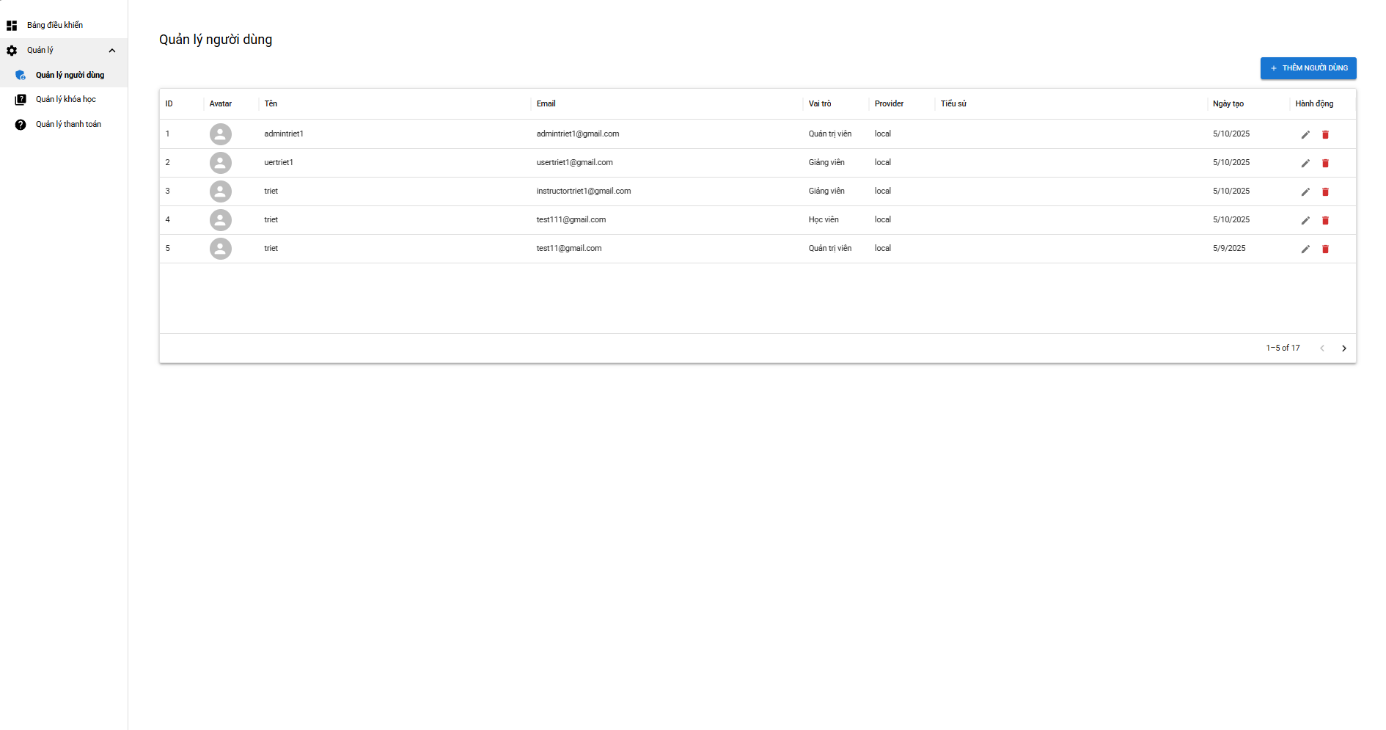 Bảng điều khiển
Quản lý
Quản lý người dùng
Quản lý khóa học
Quản lý thanh toán
Quản lý người dùng
+ THÊM NGƯỜI DÙNG
ID Avatar Tên Email Vai trò Provider Tiểu sử Ngày tạo Hành động
1 admintriet1 admintriet1@gmail.com Quản trị viên local 5/10/2025
2 uertriet1 usertriet1@gmail.com Giảng viên local 5/10/2025
3 triet instructortriet1@gmail.com Giảng viên local 5/10/2025
4 triet test111@gmail.com Học viên local 5/10/2025
5 triet test11@gmail.com Quản trị viên local 5/9/2025
1–5 of 17